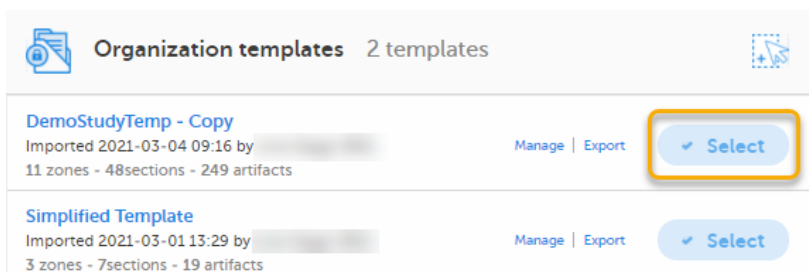 Organization templates 2 templates
DemoStudyTemp - Copy
Imported 2021-03-04 09:16 by
Manage | Export
Select
11 zones - 48sections - 249 artifacts
Simplified Template
Imported 2021-03-01 13:29 by
Manage | Export
Select
3 zones - 7sections - 19 artifacts